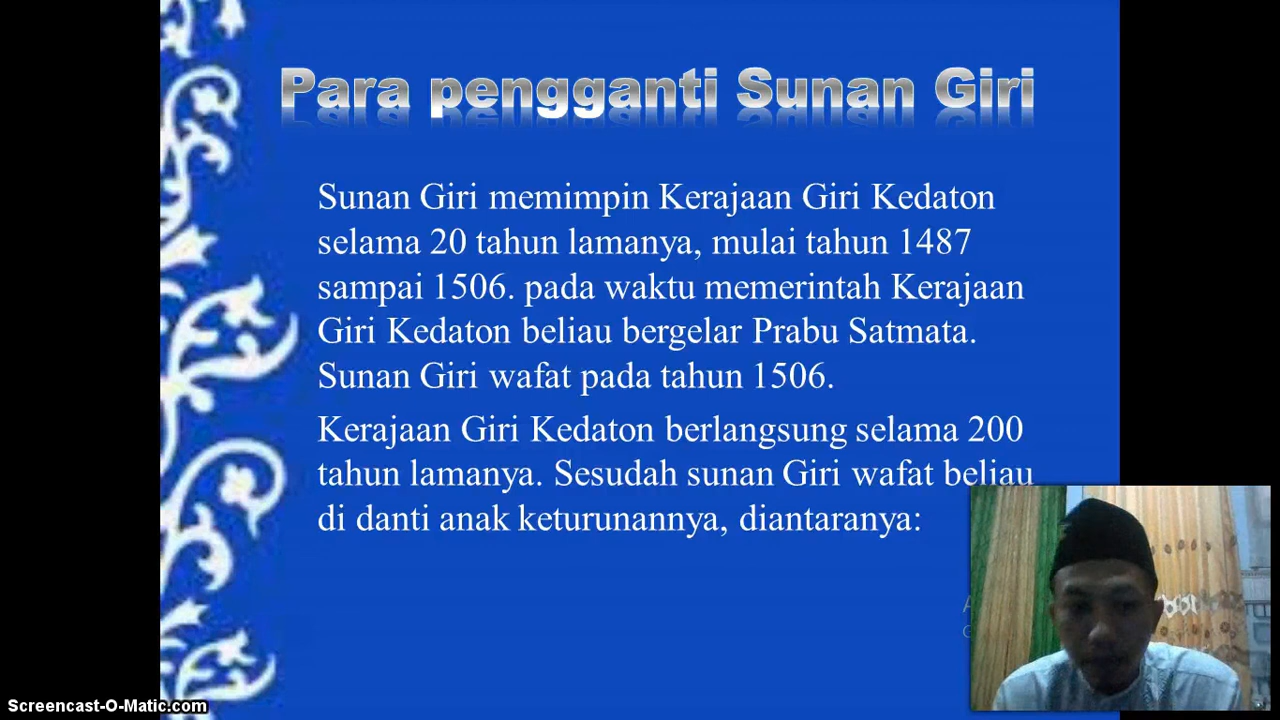 Para pengganti Sunan Giri
Sunan Giri memimpin Kerajaan Giri Kedaton
selama 20 tahun lamanya, mulai tahun 1487
sampai 1506. pada waktu memerintah Kerajaan
Giri Kedaton beliau bergelar Prabu Satmata.
Sunan Giri wafat pada tahun 1506.
Kerajaan Giri Kedaton berlangsung selama 200
tahun lamanya. Sesudah sunan Giri wafat beliau
di danti anak keturunannya, diantaranya:
Screencast-O-Matic.com